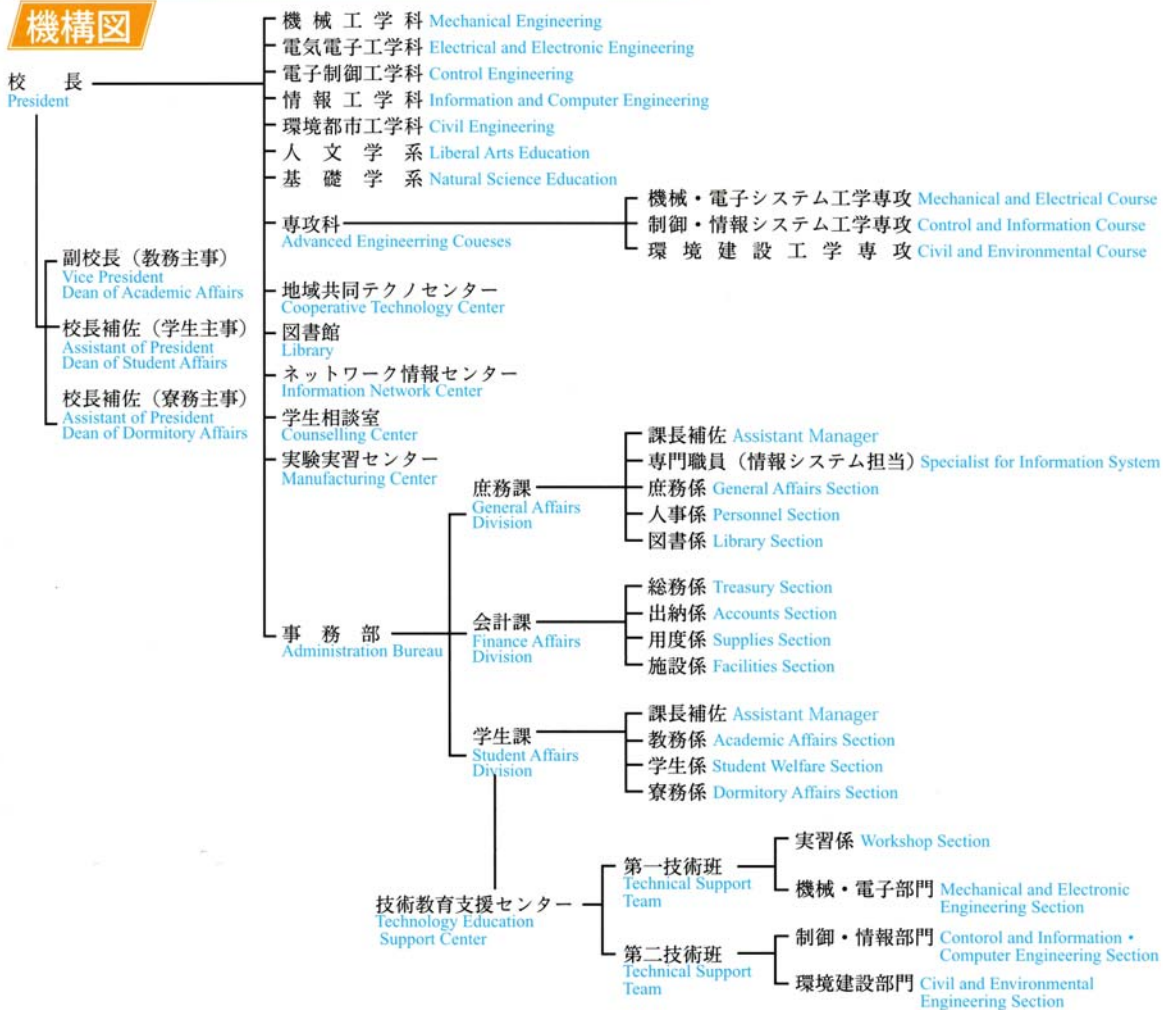 機構図
校長
President
機械工学科 Mechanical Engineering
電気電子工学科 Electrical and Electronic Engineering
電子制御工学科 Control Engineering
情報工学科 Information and Computer Engineering
環境都市工学科 Civil Engineering
人文学系 Liberal Arts Education
基礎学系 Natural Science Education
専攻科
Advanced Engineerring Coueses
機械・電子システム工学専攻 Mechanical and Electrical Course
制御・情報システム工学専攻 Control and Information Course
環境建設工学専攻 Civil and Environmental Course
副校長（教務主事）
Vice President
Dean of Academic Affairs
校長補佐（学生主事）
Assistant of President
Dean of Student Affairs
校長補佐（寮務主事）
Assistant of President
Dean of Dormitory Affairs
地域共同テクノセンター
Cooperative Technology Center
図書館
Library
ネットワーク情報センター
Information Network Center
学生相談室
Counselling Center
実験実習センター
Manufacturing Center
事務部
Administration Bureau
庶務課
General Affairs
Division
課長補佐 Assistant Manager
専門職員（情報システム担当）Specialist for Information System
庶務係 General Affairs Section
人事係 Personnel Section
図書係 Library Section
会計課
Finance Affairs
Division
総務係 Treasury Section
出納係 Accounts Section
用度係 Supplies Section
施設係 Facilities Section
学生課
Student Affairs
Division
課長補佐 Assistant Manager
教務係 Academic Affairs Section
学生係 Student Welfare Section
寮務係 Dormitory Affairs Section
技術教育支援センター
Technology Education
Support Center
第一技術班
Technical Support
Team
実習係 Workshop Section
機械・電子部門 Mechanical and Electronic
Engineering Section
第二技術班
Technical Support
Team
制御・情報部門 Contorol and Information・
Computer Engineering Section
環境建設部門 Civil and Environmental
Engineering Section